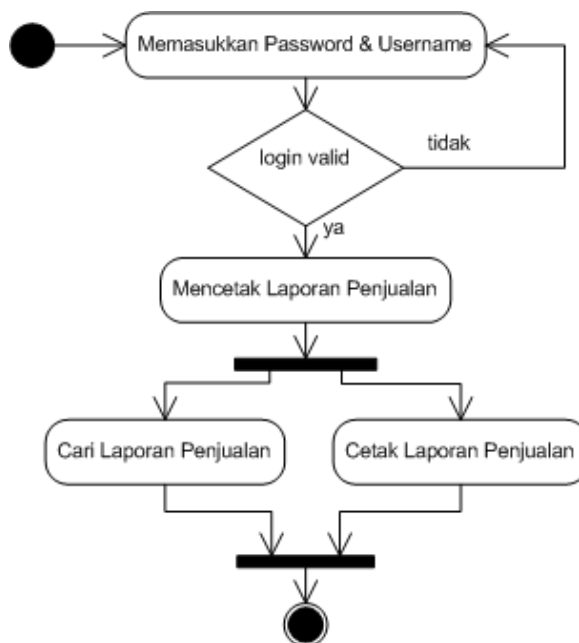 Memasukkan Password & Username
login valid
tidak
ya
Mencetak Laporan Penjualan
Cari Laporan Penjualan
Cetak Laporan Penjualan